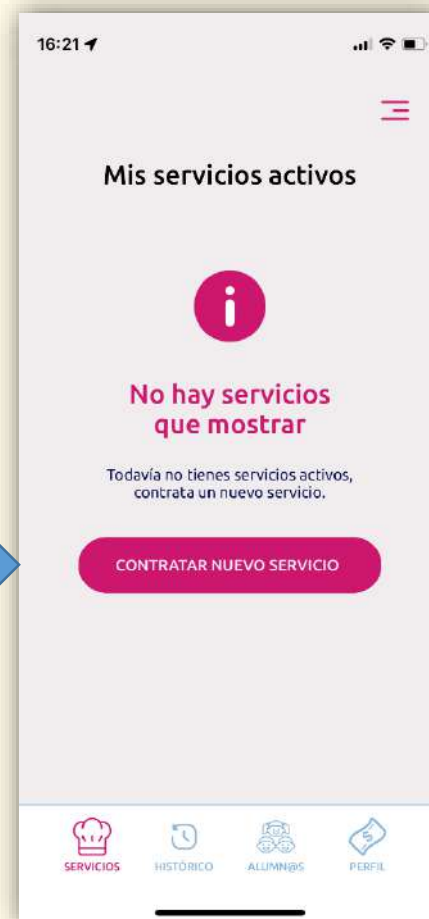 16:21
Mis servicios activos
No hay servicios
que mostrar
Todavía no tienes servicios activos,
contrata un nuevo servicio.
CONTRATAR NUEVO SERVICIO
SERVICIOS HISTÓRICO ALUMN@S PERFIL